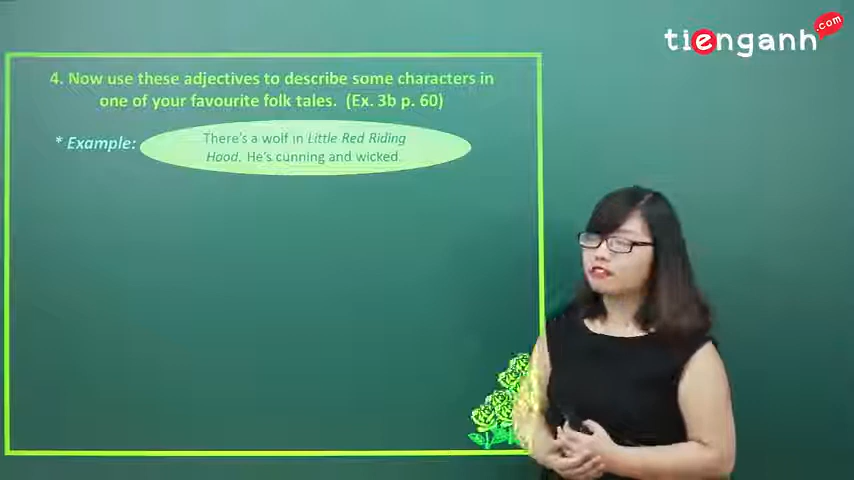 tienganh.com
4. Now use these adjectives to describe some characters in
one of your favourite folk tales. (Ex. 3b p. 60)
* Example:
There's a wolf in Little Red Riding
Hood. He's cunning and wicked.